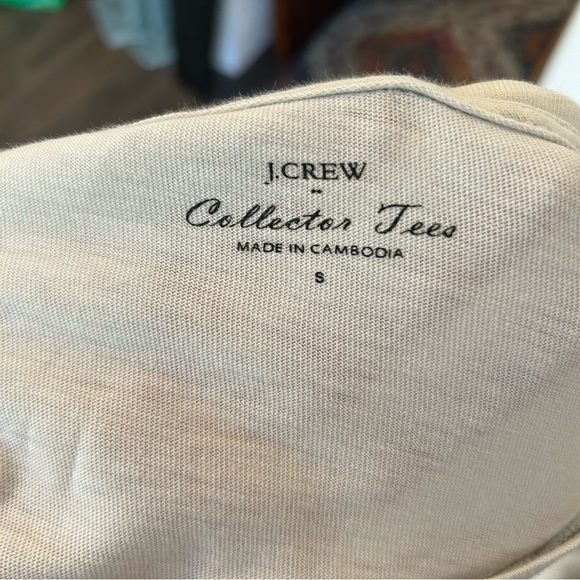 J.CREW
Collector Tees
MADE IN CAMBODIA
S